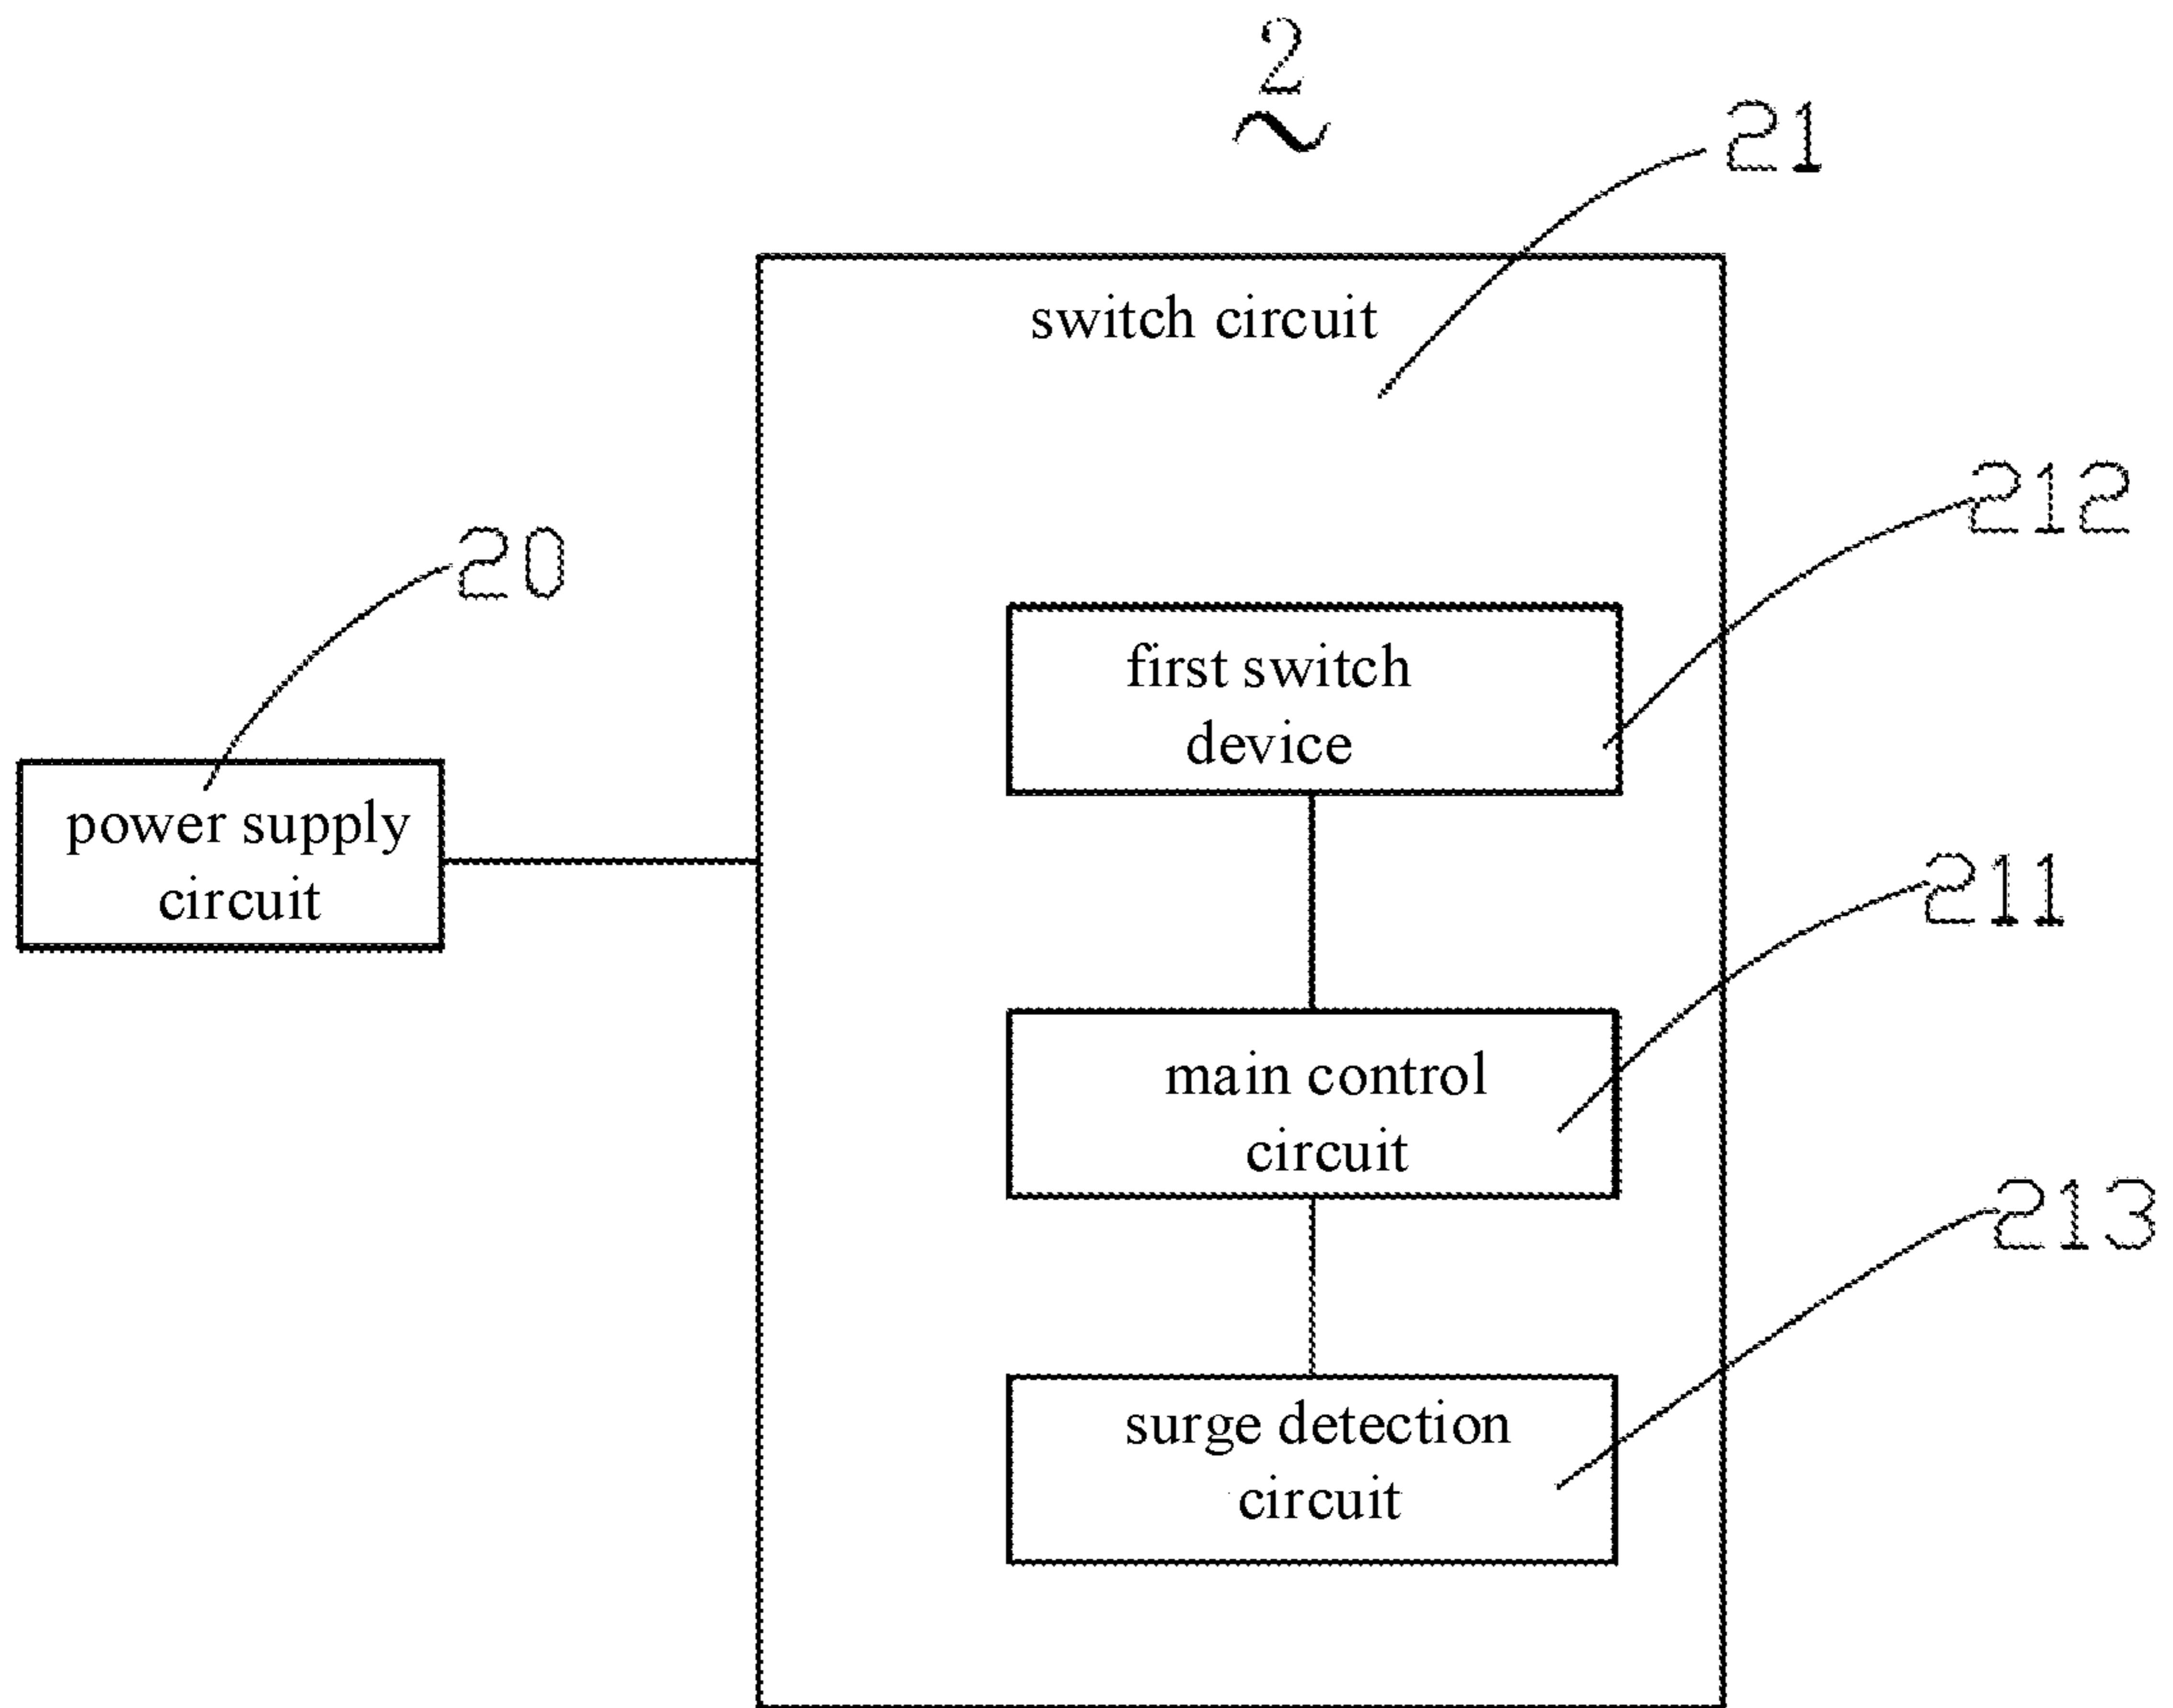 2
21
switch circuit
212
20
first switch
device
power supply
circuit
211
main control
circuit
213
surge detection
circuit